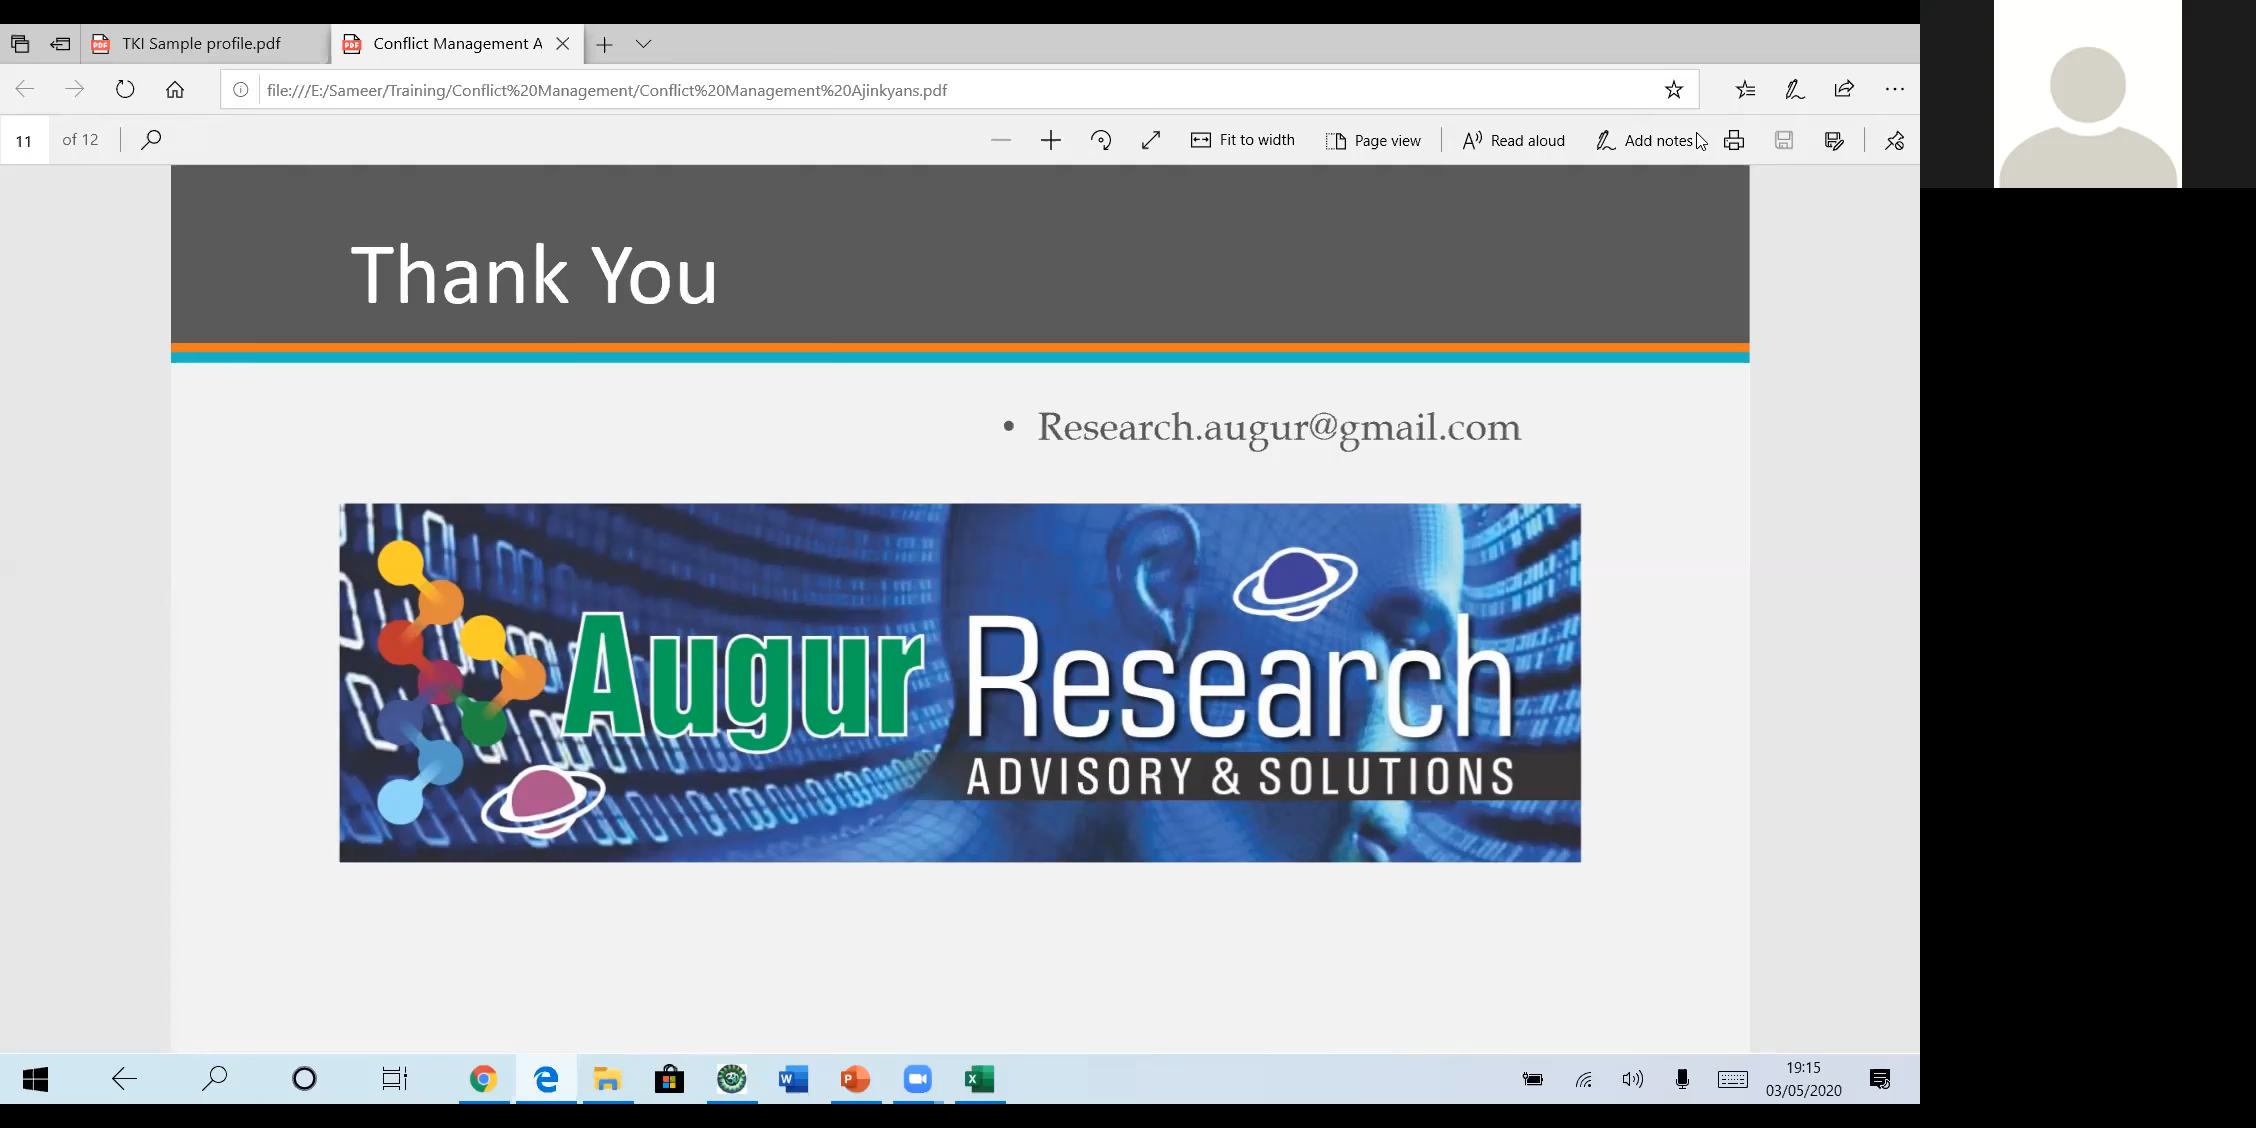 TKI Sample profile.pdf
Conflict Management A
file:///E:/Sameer/Training/Conflict%20Management/Conflict%20Management%20Ajinkyans.pdf
11 of 12
Fit to width
Page view
Read aloud
Add notes
Thank You
• Research.augur@gmail.com
Augur Research
ADVISORY & SOLUTIONS
19:15
03/05/2020